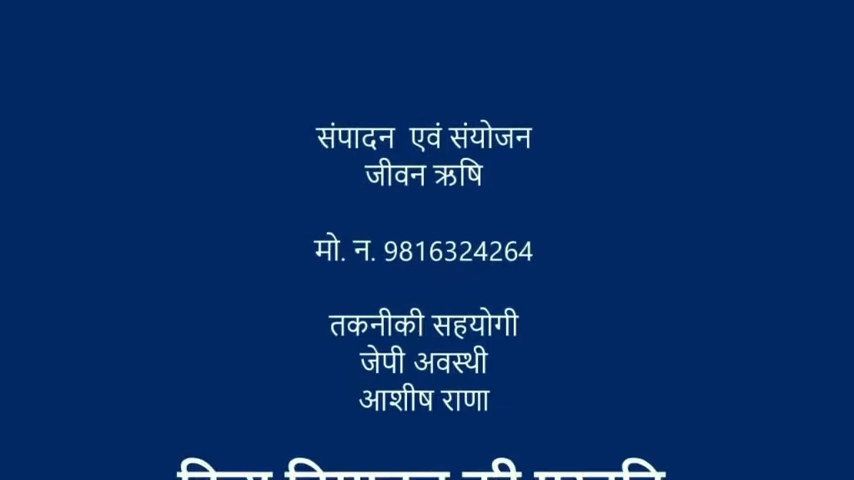 संपादन एवं संयोजन
जीवन ऋषि
मो. न. 9816324264
तकनीकी सहयोगी
जेपी अवस्थी
आशीष राणा
की